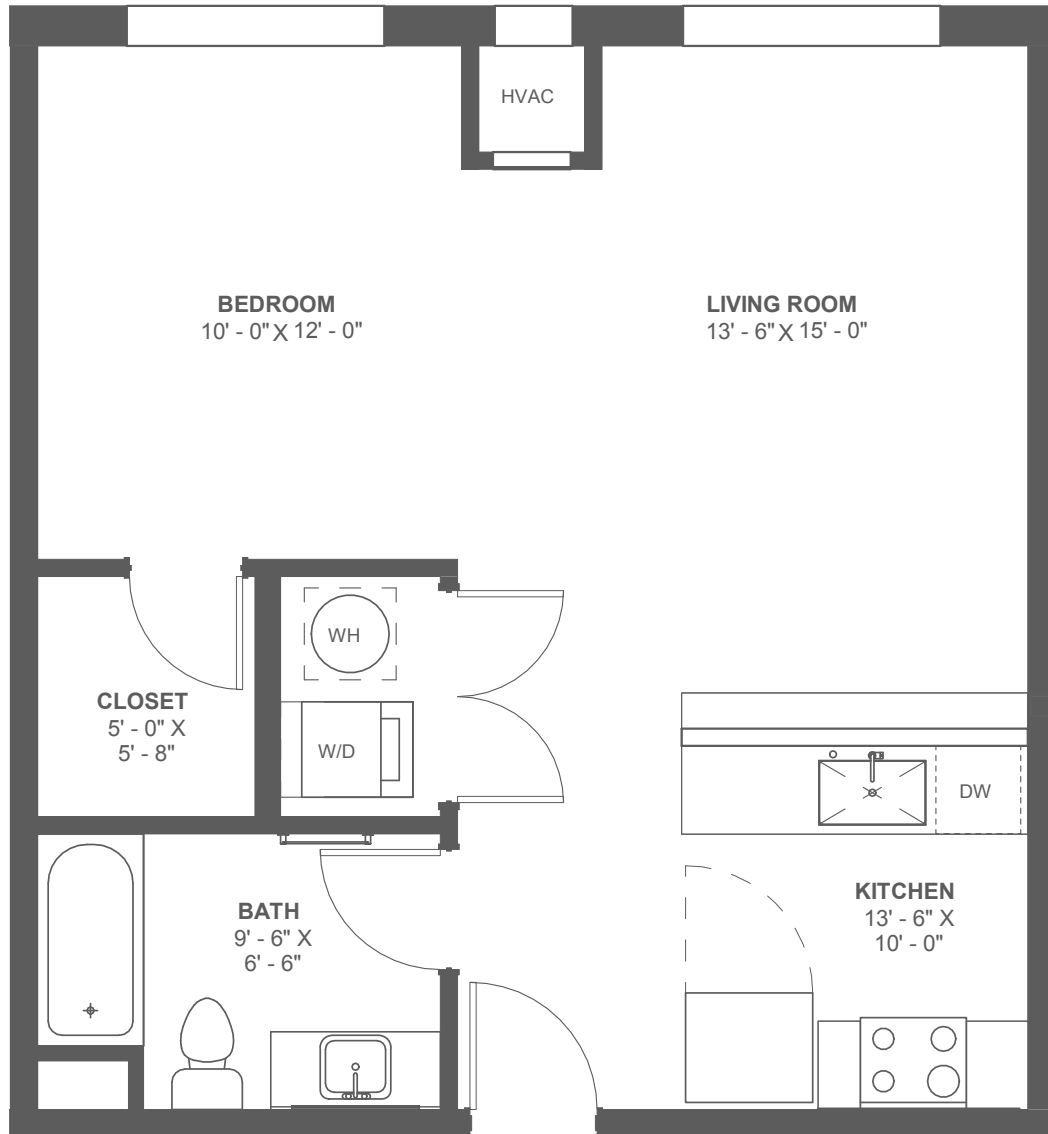 HVAC
BEDROOM
10' - 0" X 12' - 0"
LIVING ROOM
13' - 6" X 15' - 0"
WH
CLOSET
5' - 0" X
5' - 8"
W/D
DW
KITCHEN
13' - 6" X
10' - 0"
BATH
9' - 6" X
6' - 6"